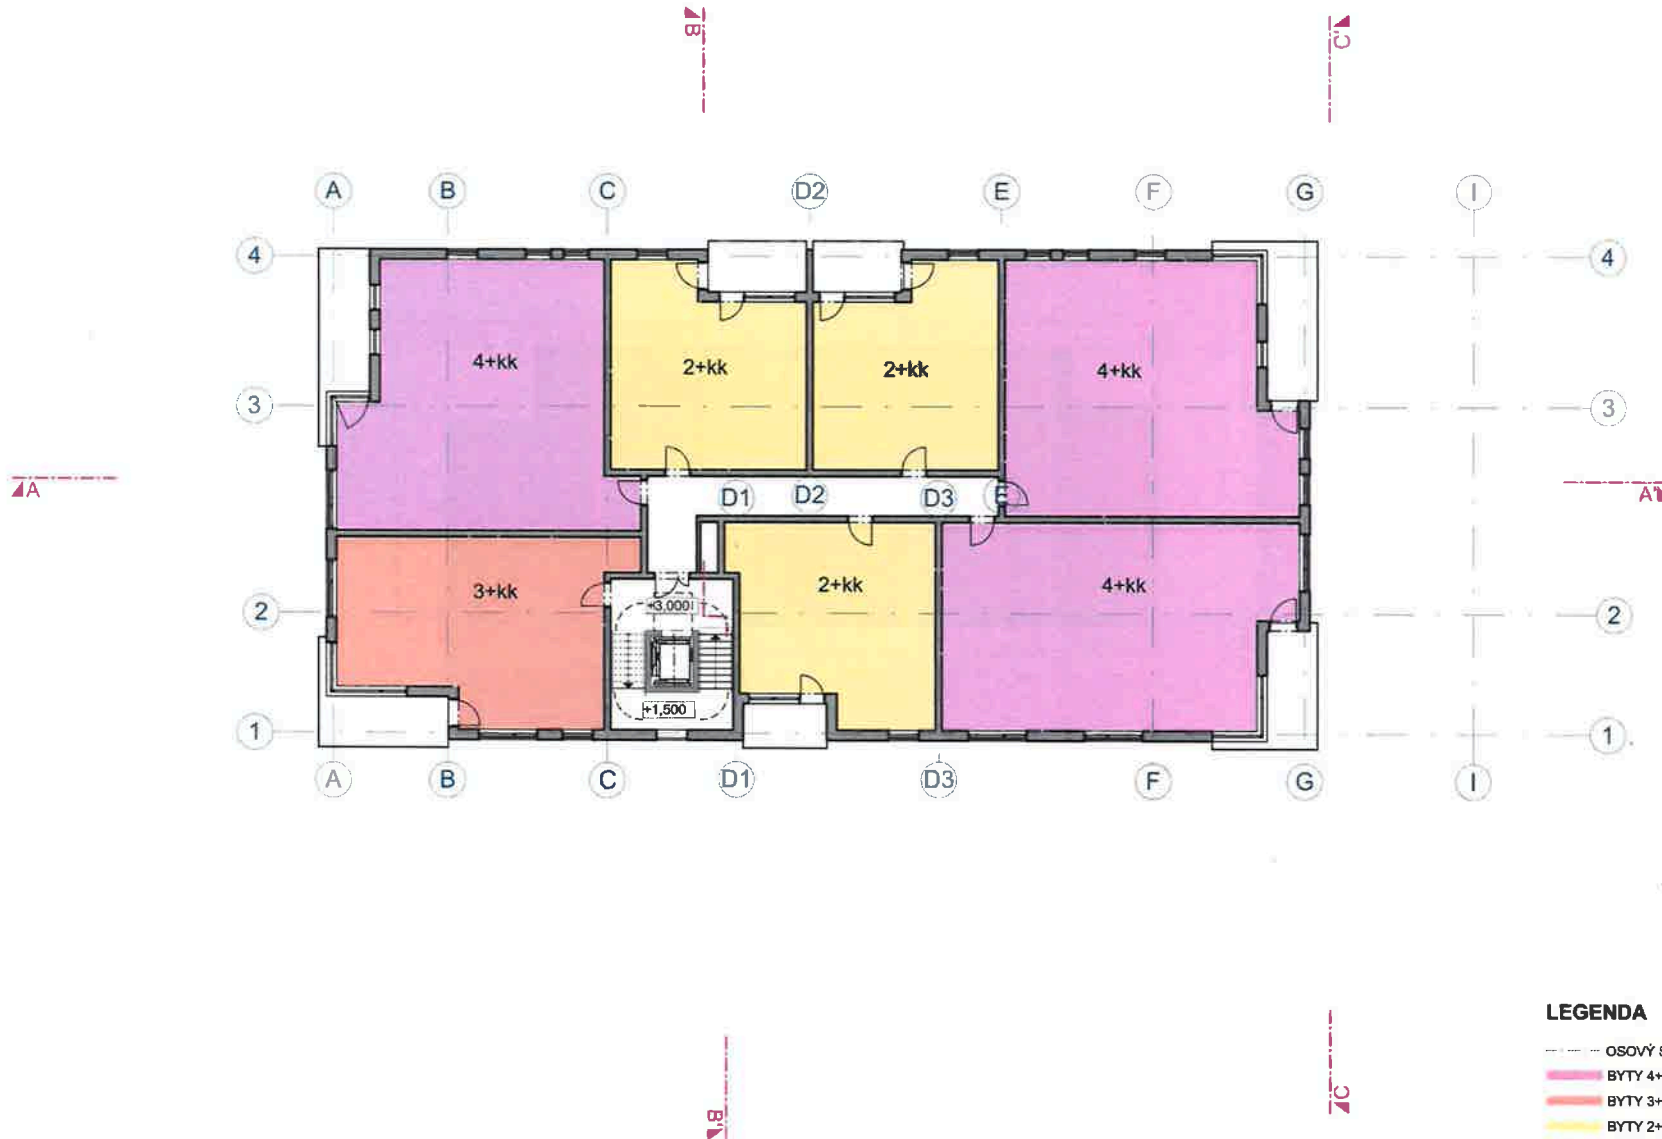 B
C'
A B C D2 E F G I
4 4
4+kk 2+kk 2+kk 4+kk
3 3
A D1 D2 D3 E A'
3+kk 2+kk 4+kk
2 +3,000 2
+1,500
1 1
A B C D1 D3 F G I
LEGENDA
OSOVÝ
BYTY 4+
BYTY 3+
BYTY 2+
B'
C